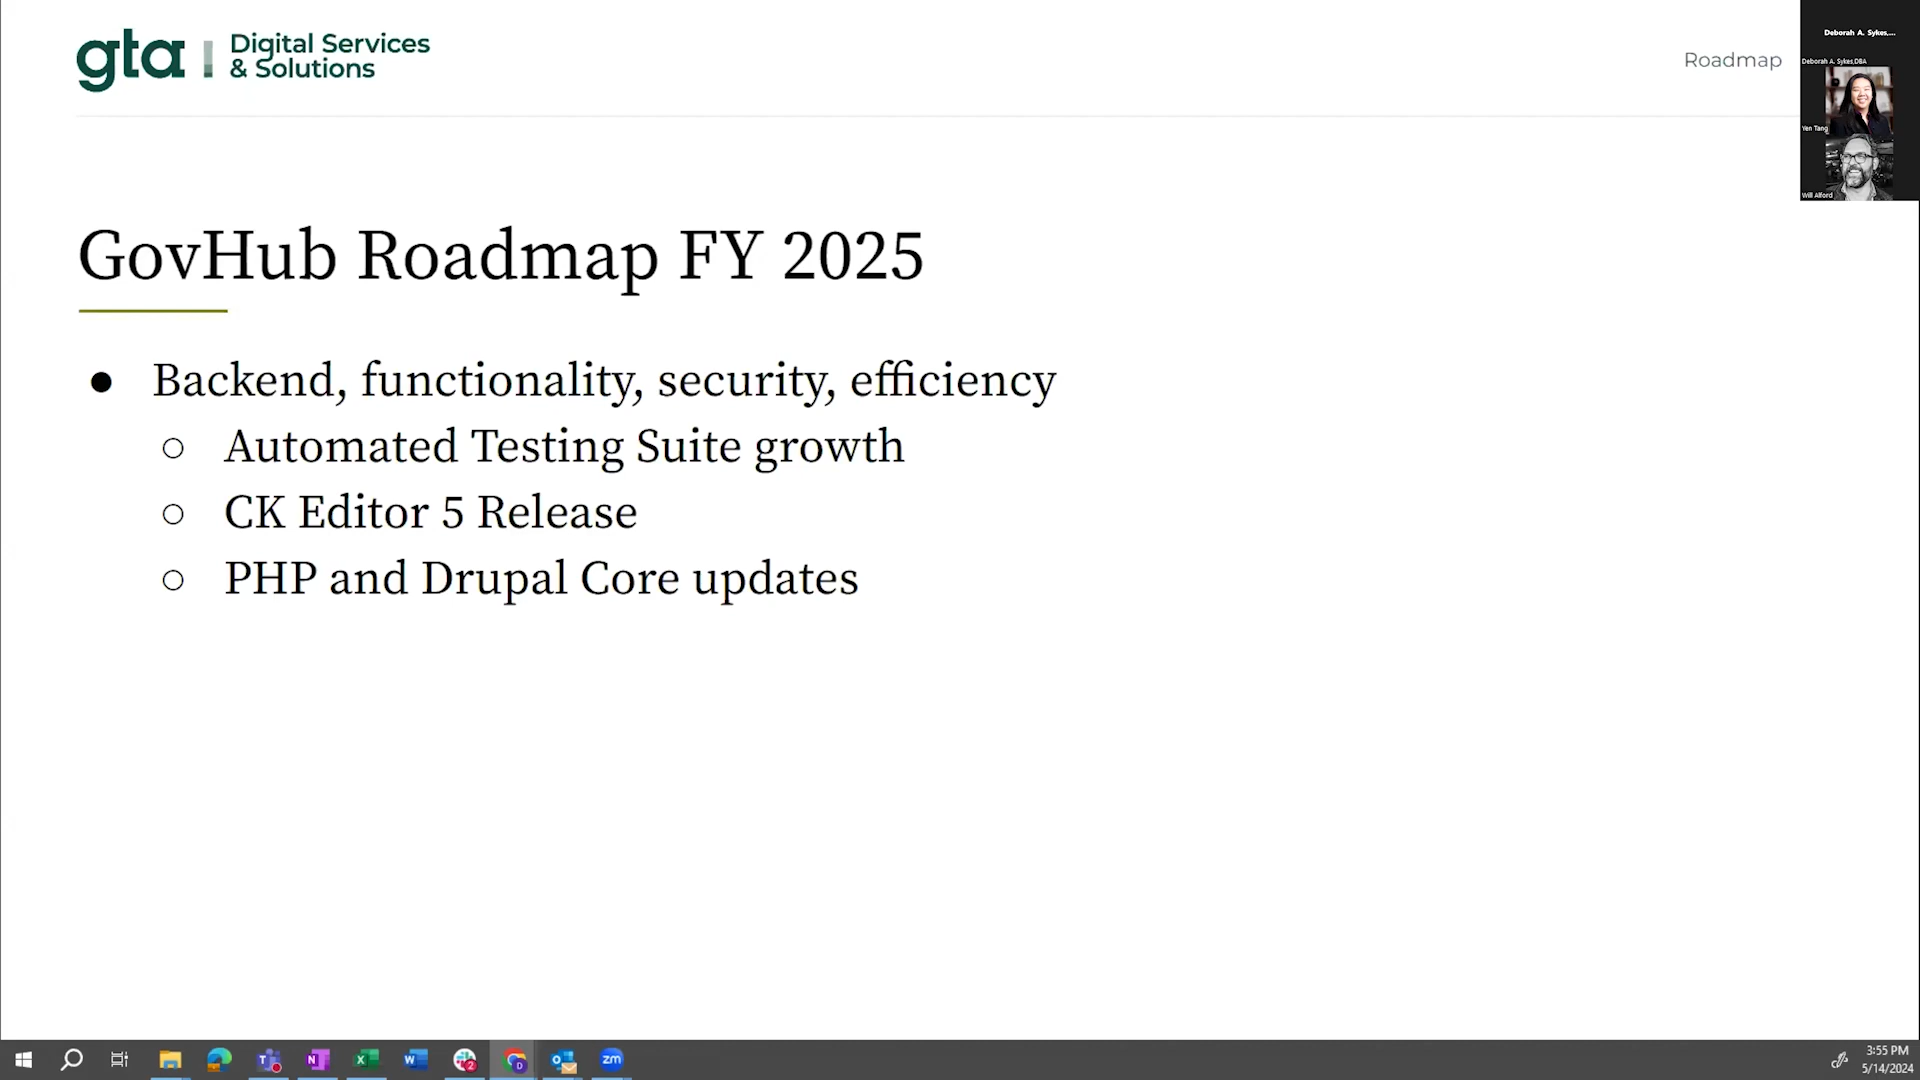 gta
Digital Services
& Solutions
Roadmap
Deborah A. Sykes,...
Deborah A. Sykes,DBA
Yen Tang
Will Alford
GovHub Roadmap FY 2025
● Backend, functionality, security, efficiency
○ Automated Testing Suite growth
○ CK Editor 5 Release
○ PHP and Drupal Core updates
zm
3:55 PM
5/14/2024